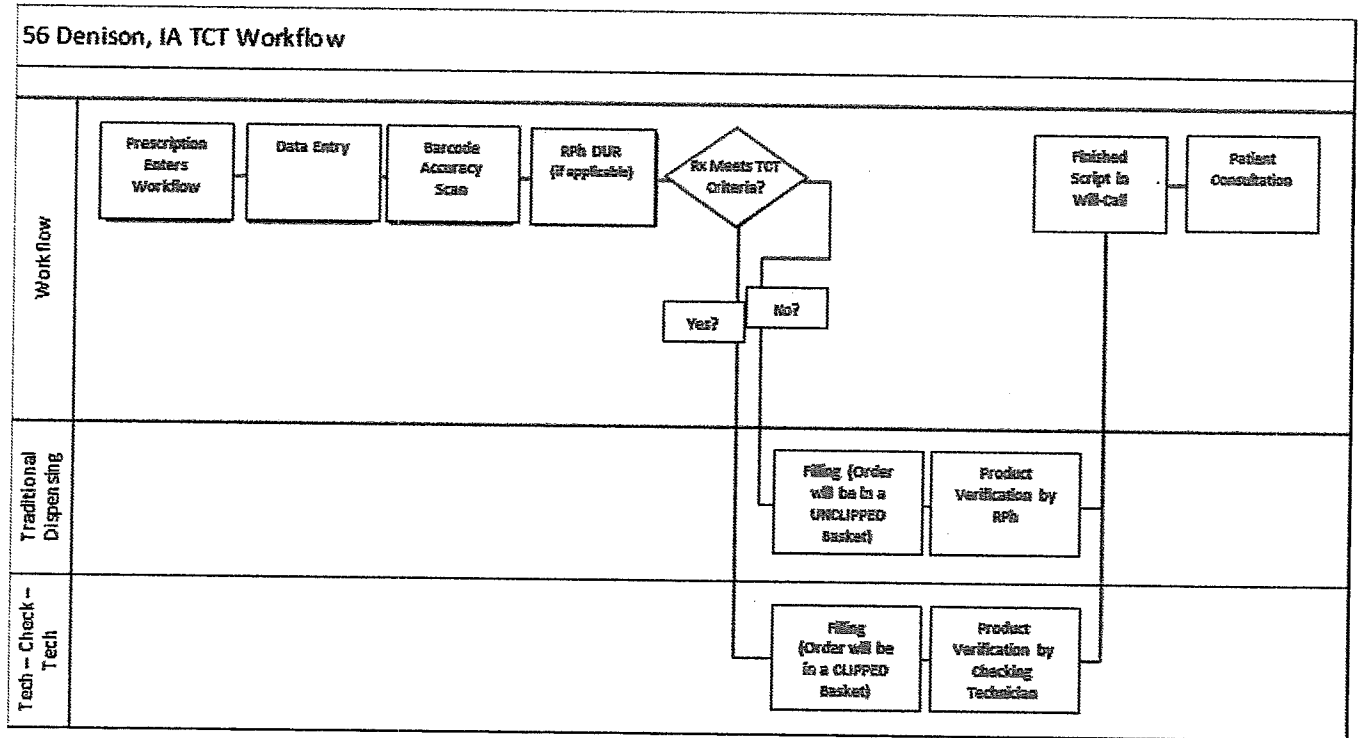 56 Denison, IA TCT Workflow
Workflow
Prescription
Enters
Workflow
Data Entry
Barcode
Accuracy
Scan
RPh DUR
(if applicable)
Rx Meets TCT
Criteria?
Finished
Script in
Will-Call
Patient
Consultation
Yes?
No?
Traditional
Dispensing
Filling (Order
will be in a
UNCLIPPED
Basket)
Product
Verification by
RPh
Tech – Check –
Tech
Filling
(Order will be
in a CLIPPED
Basket)
Product
Verification by
Checking
Technician